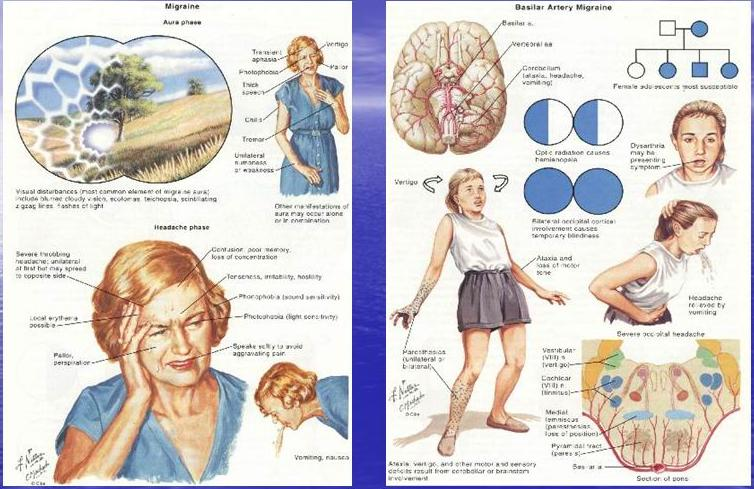 Migraine
Aura phase
Transient
aphasia
Photophobia
Thick
speech
Chills
Tremor
Unilateral
numbness
or weakness
Vertigo
Pallor
Visual disturbances (most common element of migraine aura)
include blurred cloudy vision, scotomas, teichopsia, scintillating
zigzag lines, flashes of light
Other manifestations of
aura may occur alone
or in combination
Headache phase
Severe throbbing
headache; unilateral
at first but may spread
to opposite side
Local erythema
possible
Pallor,
perspiration
Confusion, poor memory,
loss of concentration
Tenseness, irritability, hostility
Phonophobia (sound sensitivity)
Photophobia (light sensitivity)
Speaks softly to avoid
aggravating pain
Vomiting, nausea
Basilar Artery Migraine
Basilar a.
Vertebral aa
Cerebellum
(ataxia, headache,
vomiting)
Female adolescents most susceptible
Optic radiation causes
hemianopsia
Bilateral occipital cortical
involvement causes
temporary blindness
Dysarthria
may be
presenting
symptom
Vertigo
Ataxia and
loss of motor
tone
Paresthesias
(unilateral or
bilateral)
Headache
relieved by
vomiting
Severe occipital headache
Vestibular
(VIII) n.
(vertigo)
Cochlear
(VIII) n.
(tinnitus)
Medial
lemniscus
(paresthesias,
loss of position)
Pyramidal tract
(paresis)
Basilar a.
Section of pons
Ataxia, vertigo, and other motor and sensory
deficits result from cerebellar or brainstem
involvement